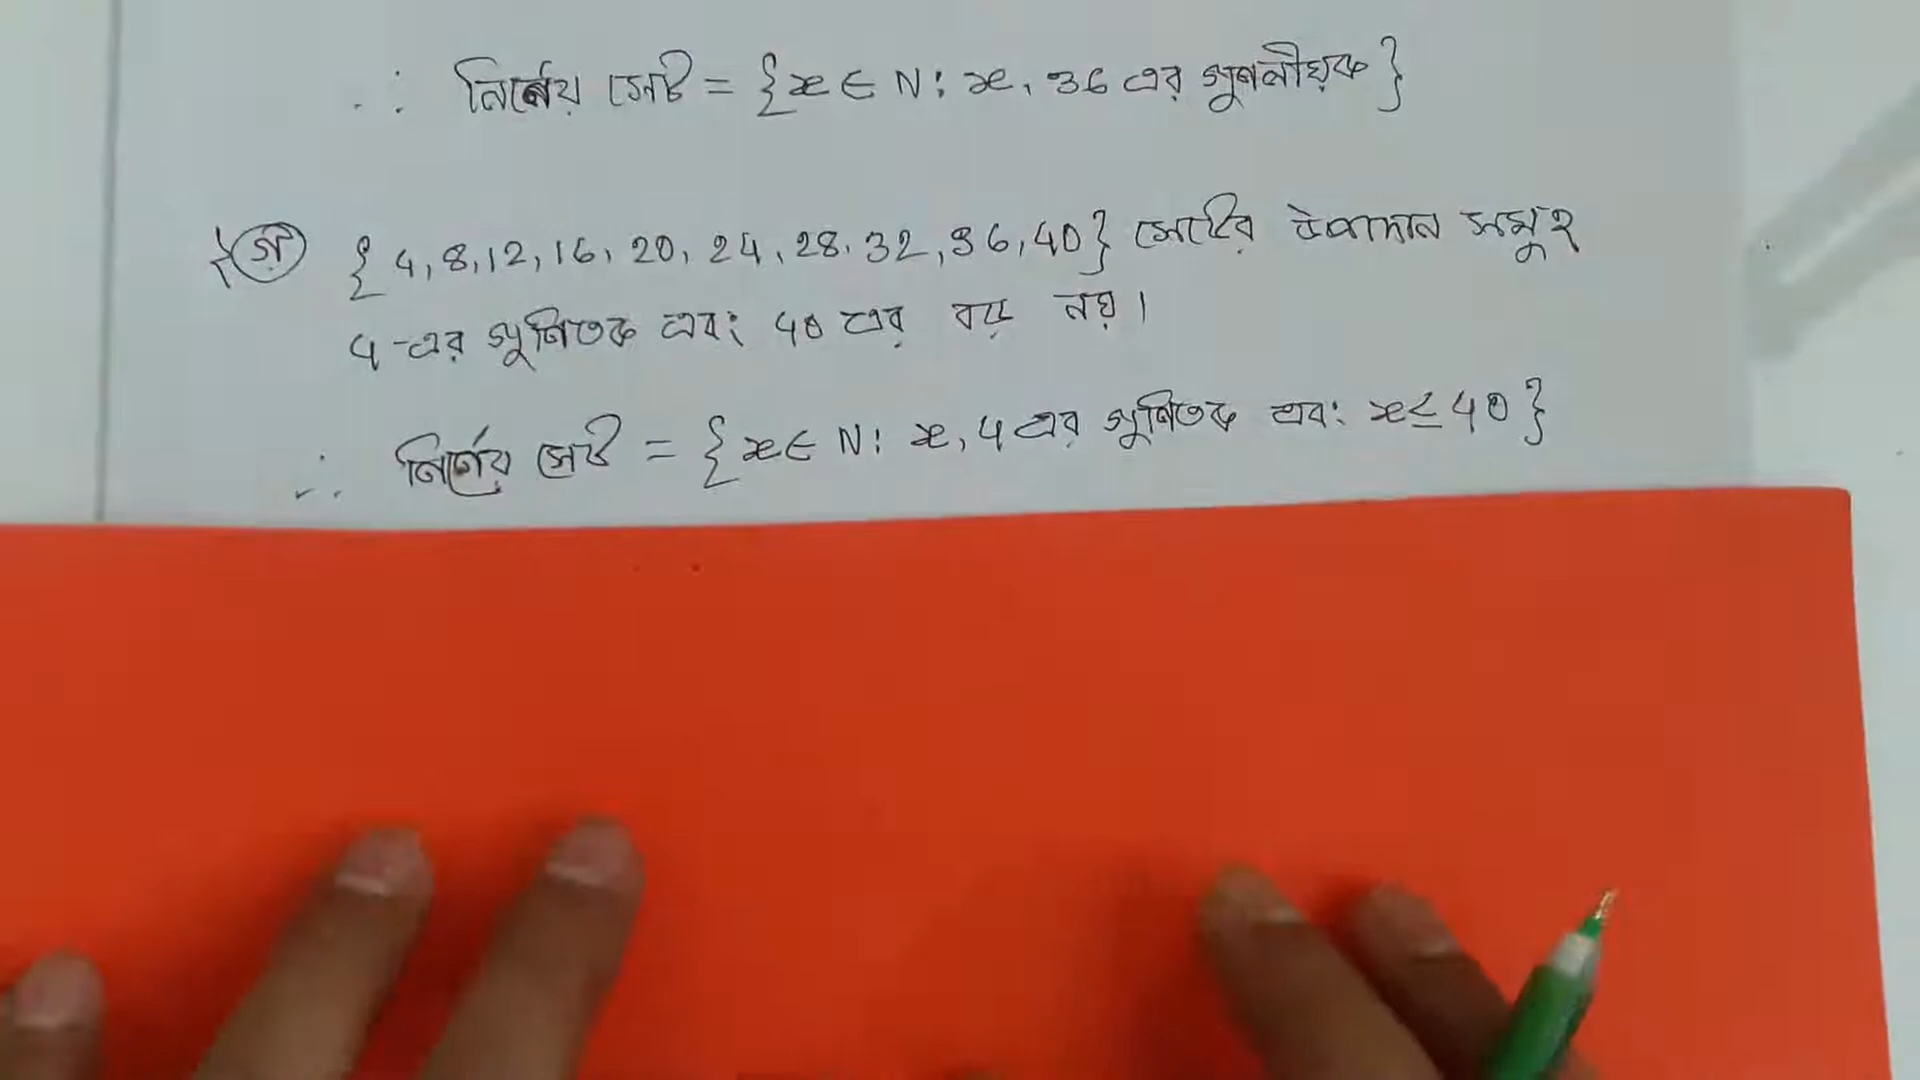 ∴ নির্ণেয় সেট = {x ∈ N : x, 36 এর গুণনীয়ক}
২(গ) {4, 8, 12, 16, 20, 24, 28, 32, 36, 40} সেটের উপাদান সমূহ
4-এর গুনিতক এবং 40 এর বড় নয়।
∴ নির্ণেয় সেট = {x ∈ N : x, 4 এর গুনিতক এবং x ≤ 40}